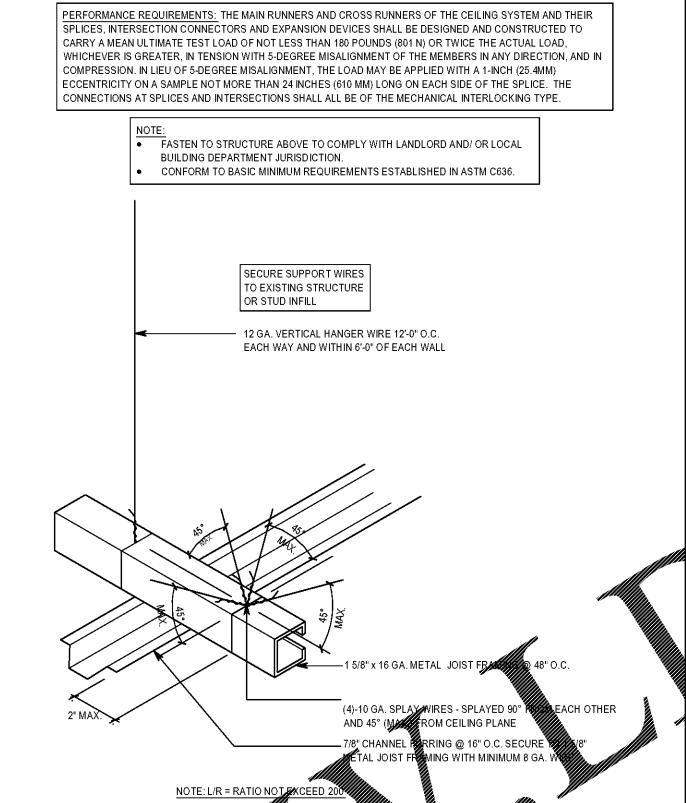 PERFORMANCE REQUIREMENTS: THE MAIN RUNNERS AND CROSS RUNNERS OF THE CEILING SYSTEM AND THEIR
SPLICES, INTERSECTION CONNECTORS AND EXPANSION DEVICES SHALL BE DESIGNED AND CONSTRUCTED TO
CARRY A MEAN ULTIMATE TEST LOAD OF NOT LESS THAN 180 POUNDS (801 N) OR TWICE THE ACTUAL LOAD,
WHICHEVER IS GREATER, IN TENSION WITH 5-DEGREE MISALIGNMENT OF THE MEMBERS IN ANY DIRECTION, AND IN
COMPRESSION. IN LIEU OF 5-DEGREE MISALIGNMENT, THE LOAD MAY BE APPLIED WITH A 1-INCH (25.4MM)
ECCENTRICITY ON A SAMPLE NOT MORE THAN 24 INCHES (610 MM) LONG ON EACH SIDE OF THE SPLICE. THE
CONNECTIONS AT SPLICES AND INTERSECTIONS SHALL ALL BE OF THE MECHANICAL INTERLOCKING TYPE.
NOTE:
• FASTEN TO STRUCTURE ABOVE TO COMPLY WITH LANDLORD AND/ OR LOCAL
BUILDING DEPARTMENT JURISDICTION.
• CONFORM TO BASIC MINIMUM REQUIREMENTS ESTABLISHED IN ASTM C636.
SECURE SUPPORT WIRES
TO EXISTING STRUCTURE
OR STUD INFILL
12 GA. VERTICAL HANGER WIRE 12'-0" O.C.
EACH WAY AND WITHIN 6'-0" OF EACH WALL
45°
MAX.
45°
MAX.
45°
MAX.
45°
MAX.
1 5/8" x 16 GA. METAL JOIST FRAMING @ 48" O.C.
2" MAX.
(4)-10 GA. SPLAY WIRES - SPLAYED 90° FROM EACH OTHER
AND 45° (MAX.) FROM CEILING PLANE
7/8" CHANNEL FURRING @ 16" O.C. SECURE 5/8"
METAL JOIST FRAMING WITH MINIMUM 8 GA. WIRE
NOTE: L/R = RATIO NOT EXCEED 200